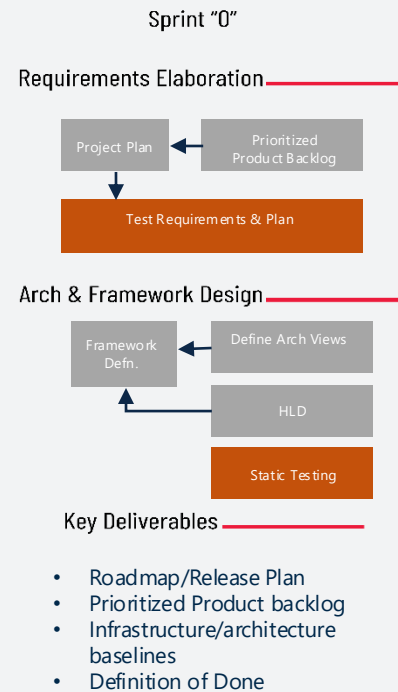 Sprint “0”
Requirements Elaboration
Project Plan
Prioritized
Product Backlog
Test Requirements & Plan
Arch & Framework Design
Framework
Defn.
Define Arch Views
HLD
Static Testing
Key Deliverables
• Roadmap/Release Plan
• Prioritized Product backlog
• Infrastructure/architecture
baselines
• Definition of Done